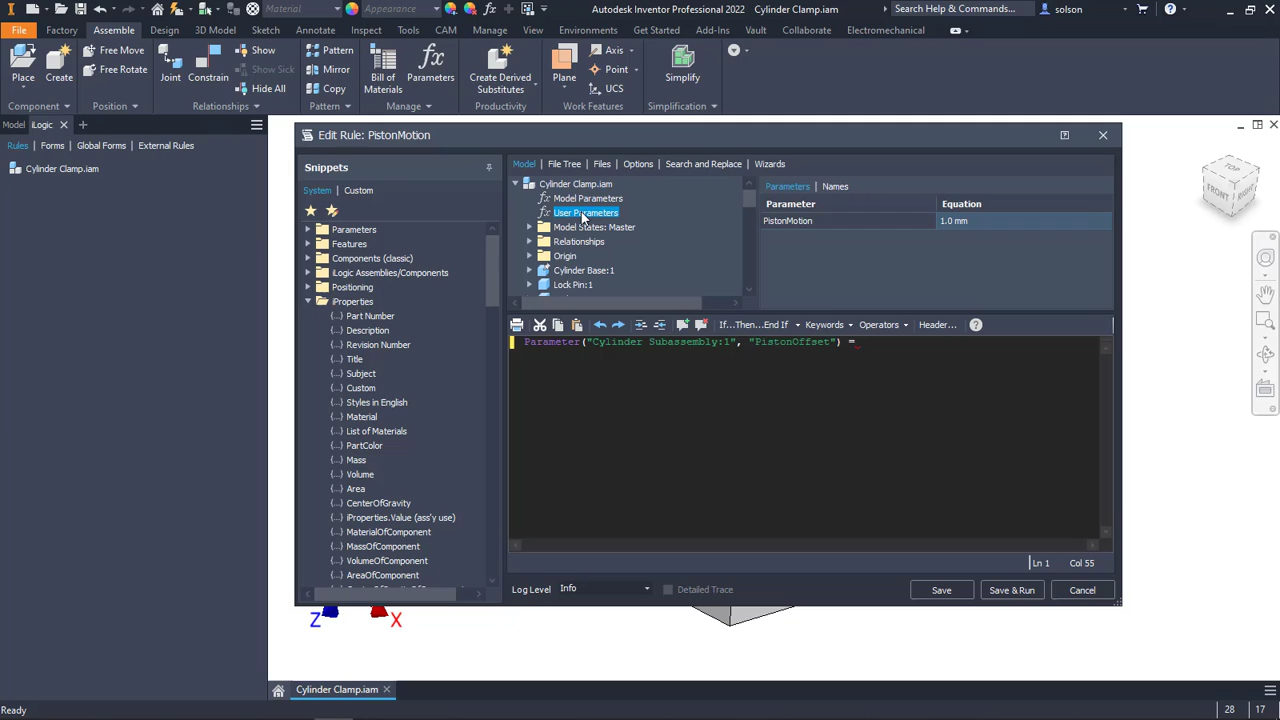 Material
Appearance
Autodesk Inventor Professional 2022 Cylinder Clamp.iam
Search Help & Commands...
solson
File Factory Assemble Design 3D Model Sketch Annotate Inspect Tools CAM Manage View Environments Get Started Add-Ins Vault Collaborate Electromechanical
Place
Create
Component
Free Move
Free Rotate
Position
Joint
Constrain
Show
Show Sick
Hide All
Relationships
Pattern
Mirror
Copy
Pattern
Bill of
Materials
Parameters
Manage
Create Derived
Substitutes
Productivity
Plane
Axis
Point
UCS
Work Features
Simplify
Simplification
Model iLogic
Rules Forms Global Forms External Rules
Cylinder Clamp.iam
Edit Rule: PistonMotion
Snippets
System Custom
Parameters
Features
Components (classic)
iLogic Assemblies/Components
Positioning
iProperties
{...} Part Number
{...} Description
{...} Revision Number
{...} Title
{...} Subject
{...} Custom
{...} Styles in English
{...} Material
{...} List of Materials
{...} PartColor
{...} Mass
{...} Volume
{...} Area
{...} CenterOfGravity
{...} iProperties.Value (ass'y use)
{...} MaterialOfComponent
{...} MassOfComponent
{...} VolumeOfComponent
{...} AreaOfComponent
Model File Tree Files Options Search and Replace Wizards
Cylinder Clamp.iam
fx Model Parameters
fx User Parameters
Model States: Master
Relationships
Origin
Cylinder Base:1
Lock Pin:1
Parameters Names
Parameter Equation
PistonMotion 1.0 mm
If...Then...End If Keywords Operators Header...
Parameter("Cylinder Subassembly:1", "PistonOffset") =
Ln 1 Col 55
Log Level Info Detailed Trace Save Save & Run Cancel
TOP
FRONT
RIGHT
Z X
Cylinder Clamp.iam
Ready 28 17